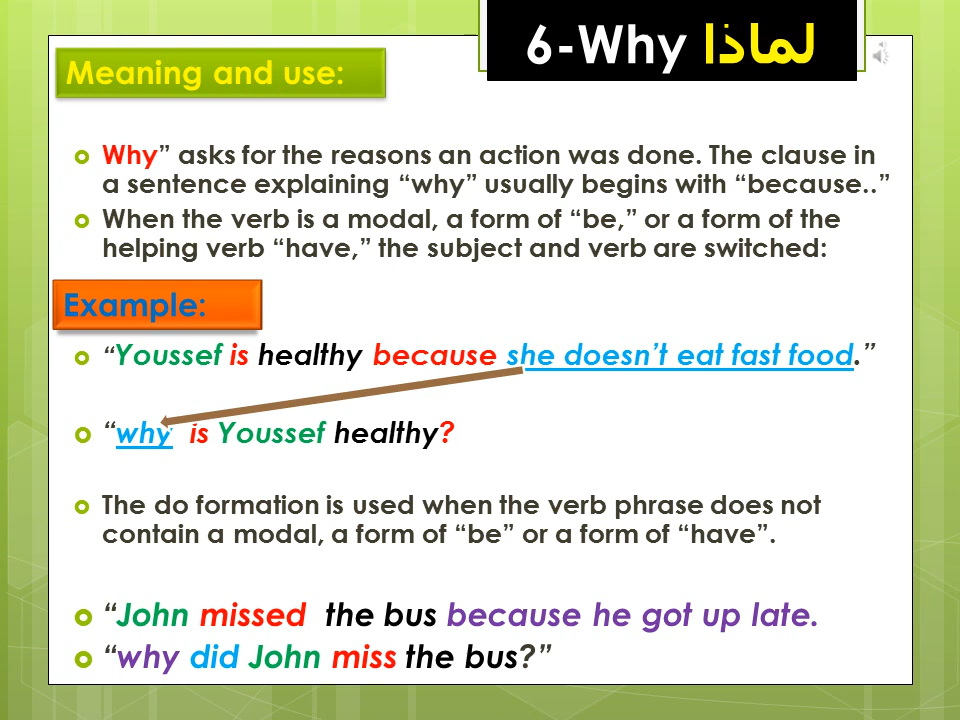 6-Why لماذا
Meaning and use:
Why” asks for the reasons an action was done. The clause in
a sentence explaining “why” usually begins with “because..”
When the verb is a modal, a form of “be,” or a form of the
helping verb “have,” the subject and verb are switched:
Example:
“Youssef is healthy because she doesn’t eat fast food.”
“why is Youssef healthy?
The do formation is used when the verb phrase does not
contain a modal, a form of “be” or a form of “have”.
“John missed the bus because he got up late.
“why did John miss the bus?”